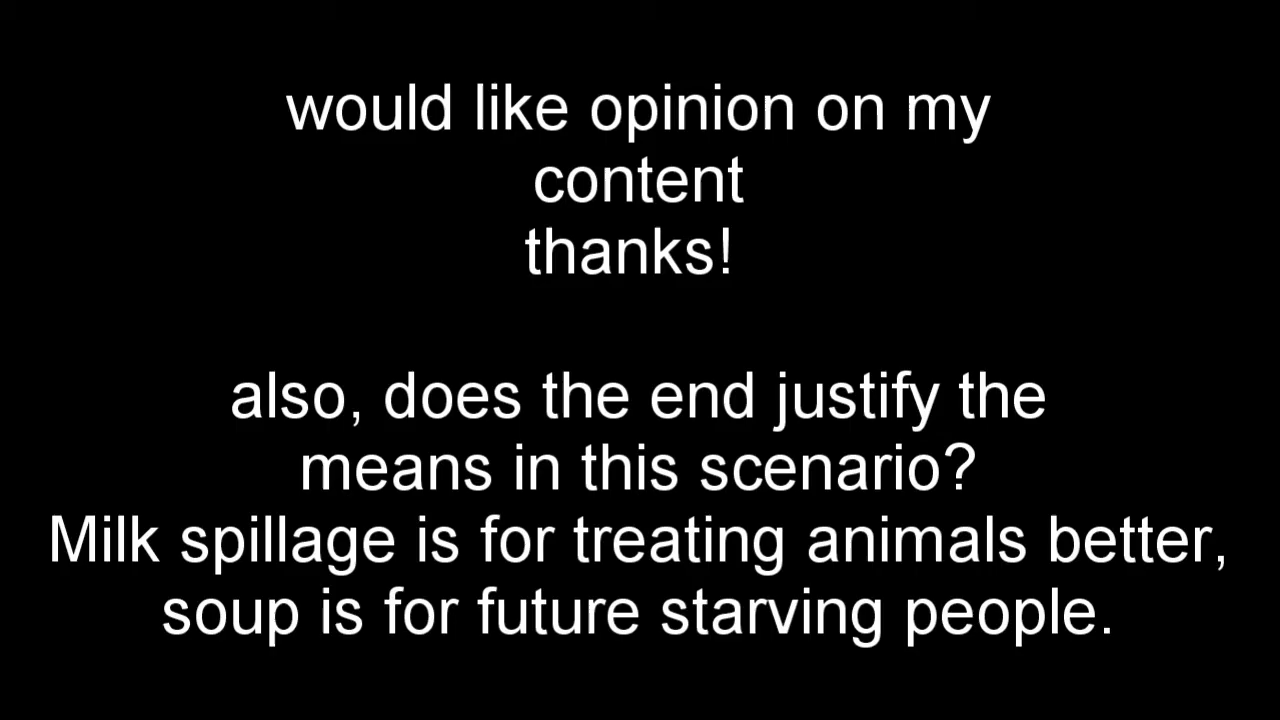 would like opinion on my
content
thanks!
also, does the end justify the
means in this scenario?
Milk spillage is for treating animals better,
soup is for future starving people.